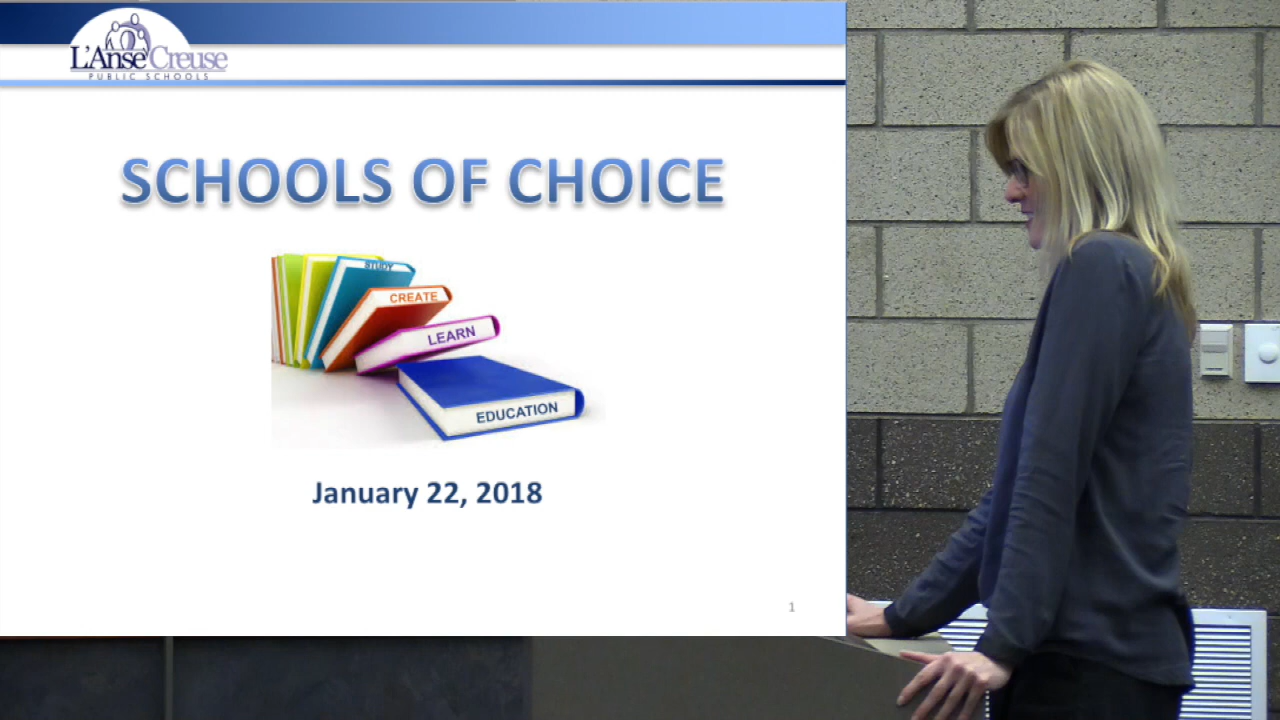 L'Anse Creuse
PUBLIC SCHOOLS
SCHOOLS OF CHOICE
STUDY
CREATE
LEARN
EDUCATION
January 22, 2018
1